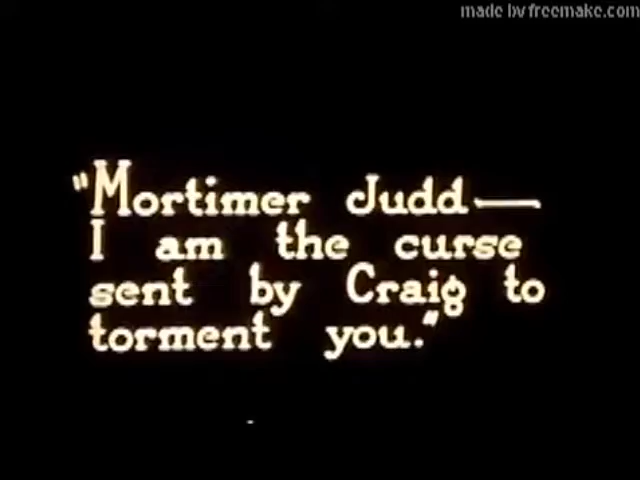 made by freemake.com
"Mortimer Judd—
I am the curse
sent by Craig to
torment you."